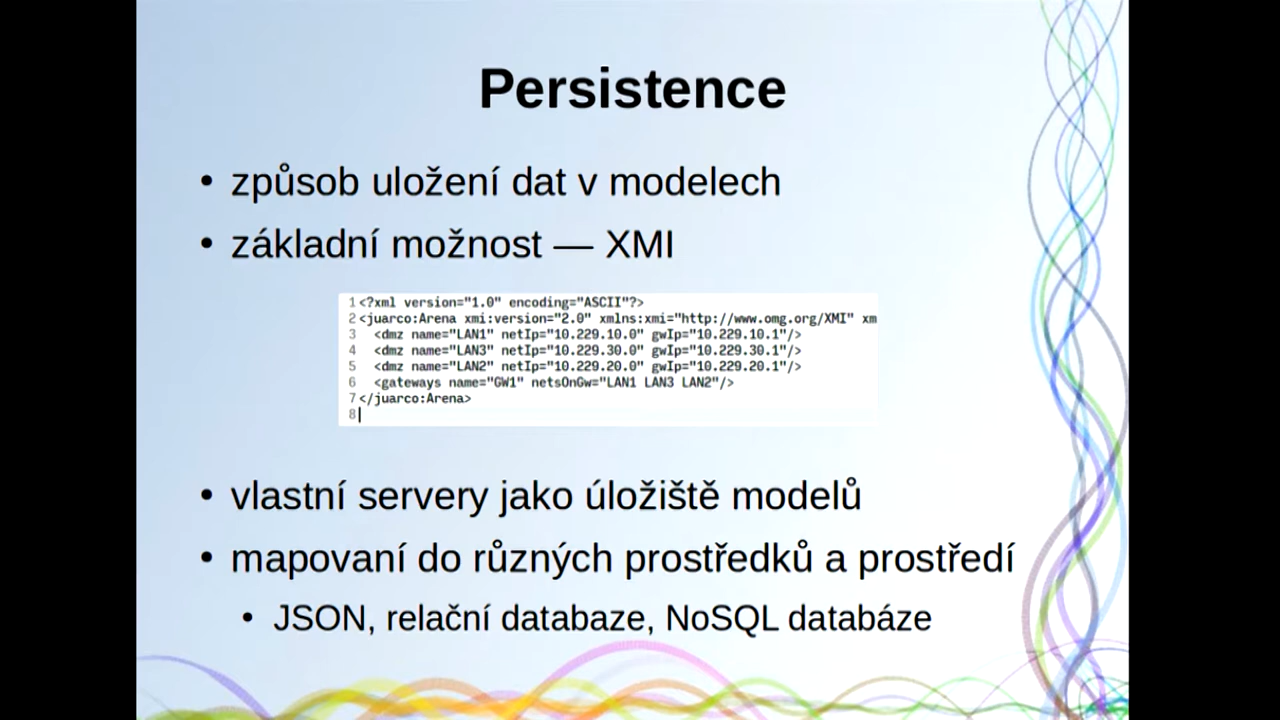 Persistence
• způsob uložení dat v modelech
• základní možnost — XMI
1 <?xml version="1.0" encoding="ASCII"?>
2 <juarco:Arena xmi:version="2.0" xmlns:xmi="http://www.omg.org/XMI" xm
3 <dmz name="LAN1" netIp="10.229.10.0" gwIp="10.229.10.1"/>
4 <dmz name="LAN3" netIp="10.229.30.0" gwIp="10.229.30.1"/>
5 <dmz name="LAN2" netIp="10.229.20.0" gwIp="10.229.20.1"/>
6 <gateways name="GW1" netsOnGw="LAN1 LAN3 LAN2"/>
7 </juarco:Arena>
8
• vlastní servery jako úložiště modelů
• mapovaní do různých prostředků a prostředí
• JSON, relační databaze, NoSQL databáze